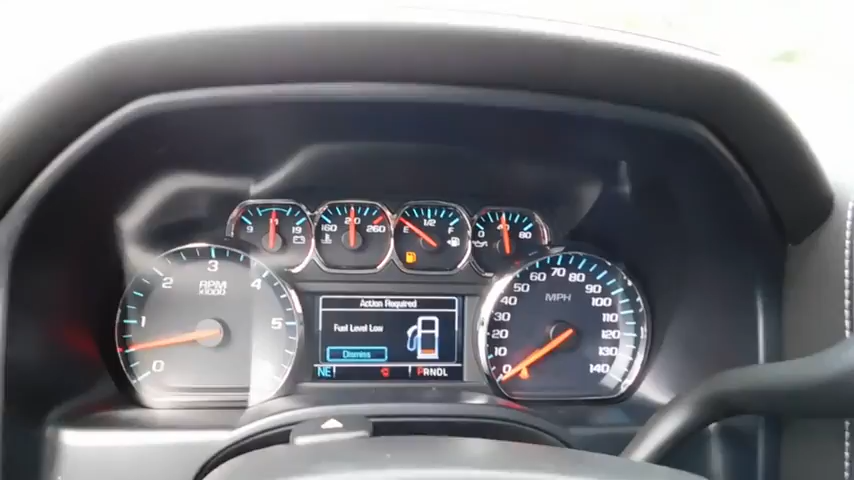 9 14 19
160 210 260
E 1/2 F
0 40 80
0 1 2 3 4 5
RPM
X1000
Action Required
Fuel Level Low
Dismiss
NE
PRNDL
0 10 20 30 40 50 60 70 80 90 100 110 120 130 140
MPH